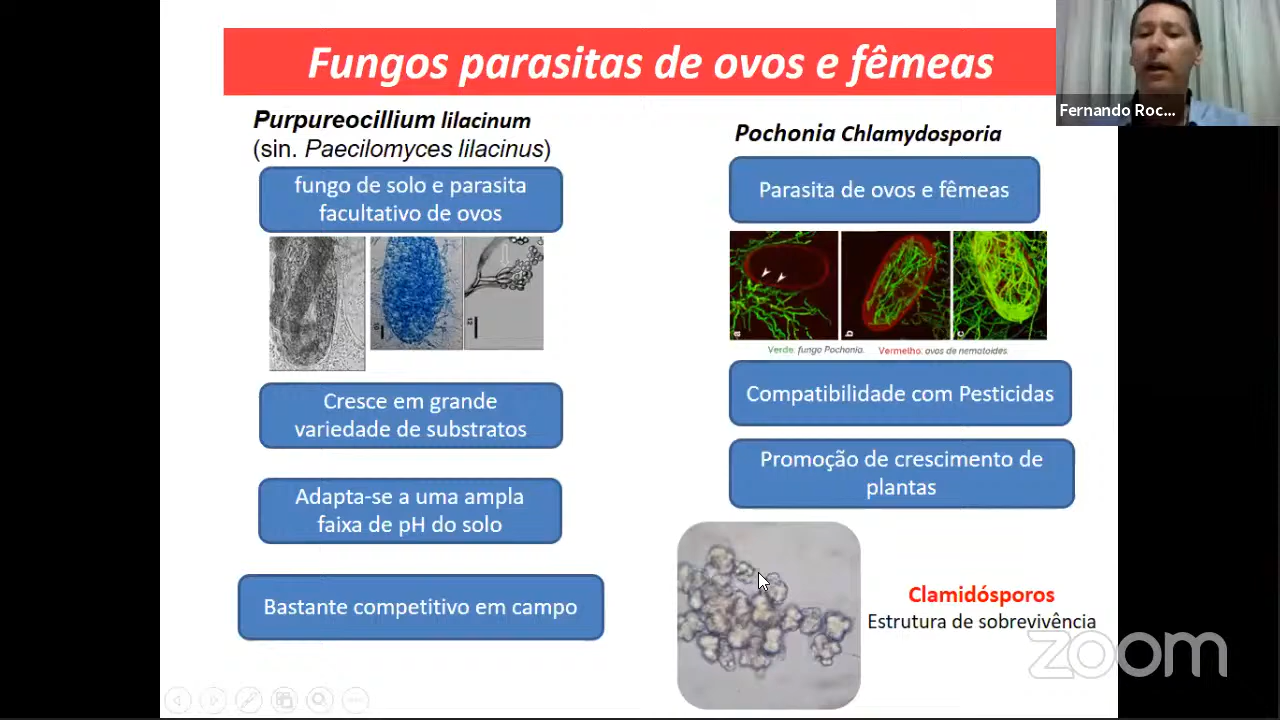 Fungos parasitas de ovos e fêmeas
Fernando Roc...
Purpureocillium lilacinum
(sin. Paecilomyces lilacinus)
fungo de solo e parasita
facultativo de ovos
10
12
Cresce em grande
variedade de substratos
Adapta-se a uma ampla
faixa de pH do solo
Bastante competitivo em campo
Pochonia Chlamydosporia
Parasita de ovos e fêmeas
a
b
c
Verde: fungo Pochonia. Vermelho: ovos de nematoides.
Compatibilidade com Pesticidas
Promoção de crescimento de
plantas
Clamidósporos
Estrutura de sobrevivência
zoom